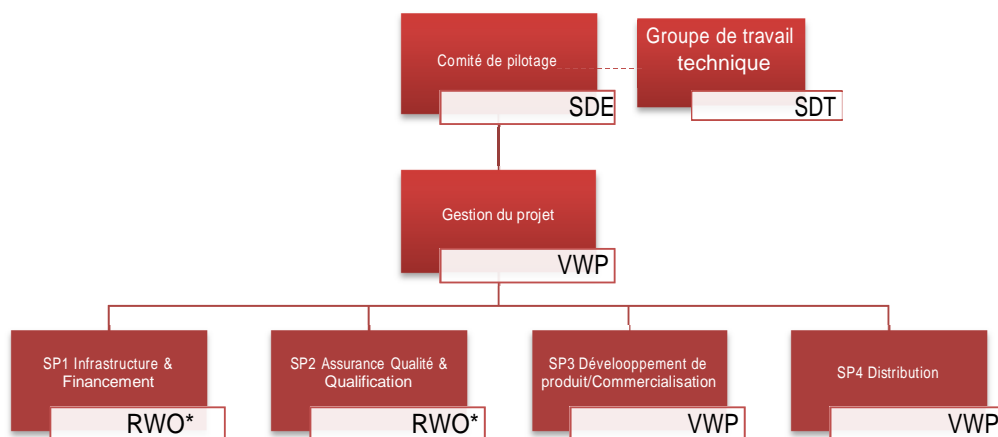 Comité de pilotage
SDE
Groupe de travail
technique
SDT
Gestion du projet
VWP
SP1 Infrastructure &
Financement
RWO*
SP2 Assurance Qualité &
Qualification
RWO*
SP3 Dévelooppement de
produit/Commercialisation
VWP
SP4 Distribution
VWP